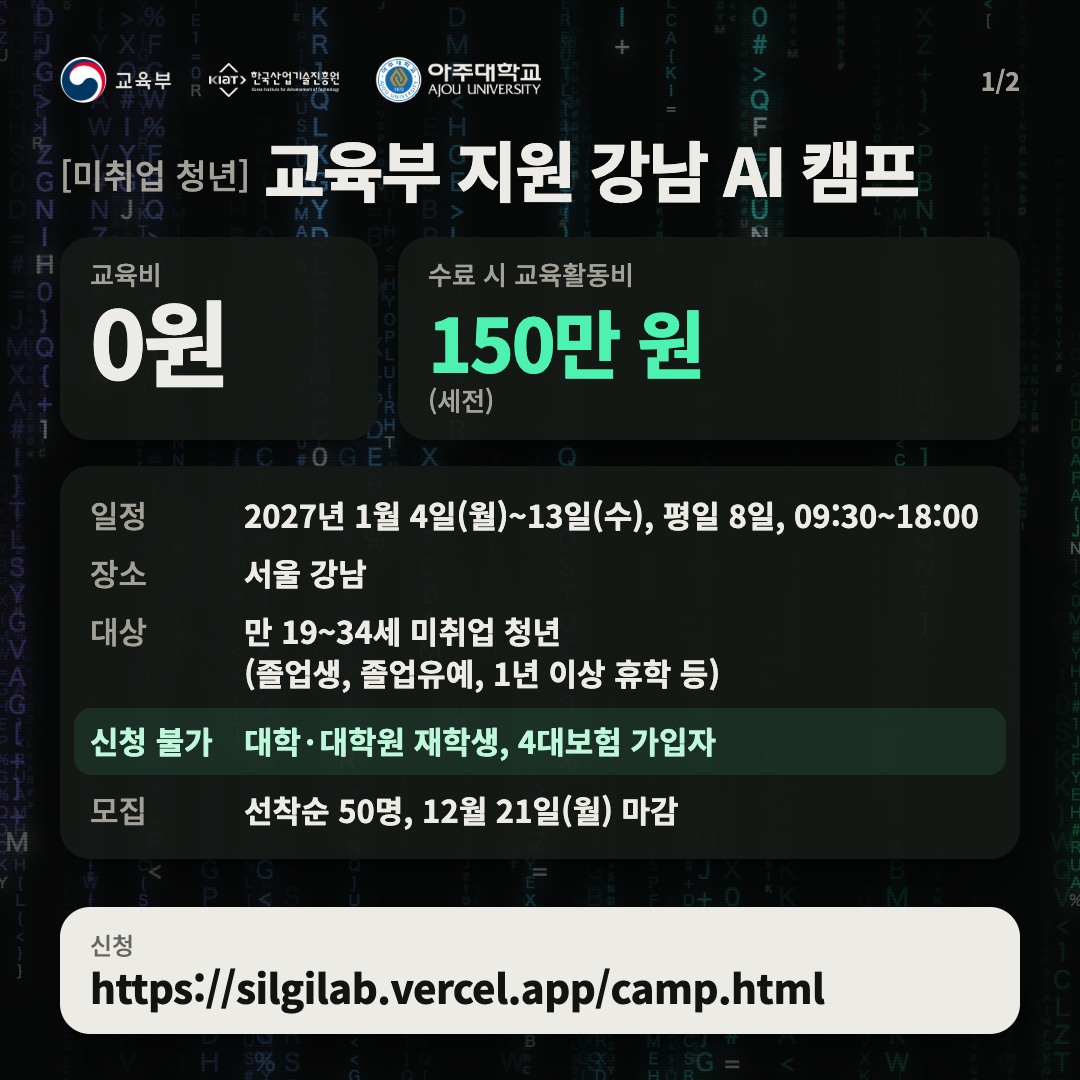 교육부
KIAT 한국산업기술진흥원
Korea Institute for Advancement of Technology
아주대학교
AJOU UNIVERSITY
1/2
[미취업 청년] 교육부 지원 강남 AI 캠프
교육비
0원
수료 시 교육활동비
150만 원
(세전)
일정 2027년 1월 4일(월)~13일(수), 평일 8일, 09:30~18:00
장소 서울 강남
대상 만 19~34세 미취업 청년
(졸업생, 졸업유예, 1년 이상 휴학 등)
신청 불가 대학·대학원 재학생, 4대보험 가입자
모집 선착순 50명, 12월 21일(월) 마감
신청
https://silgilab.vercel.app/camp.html